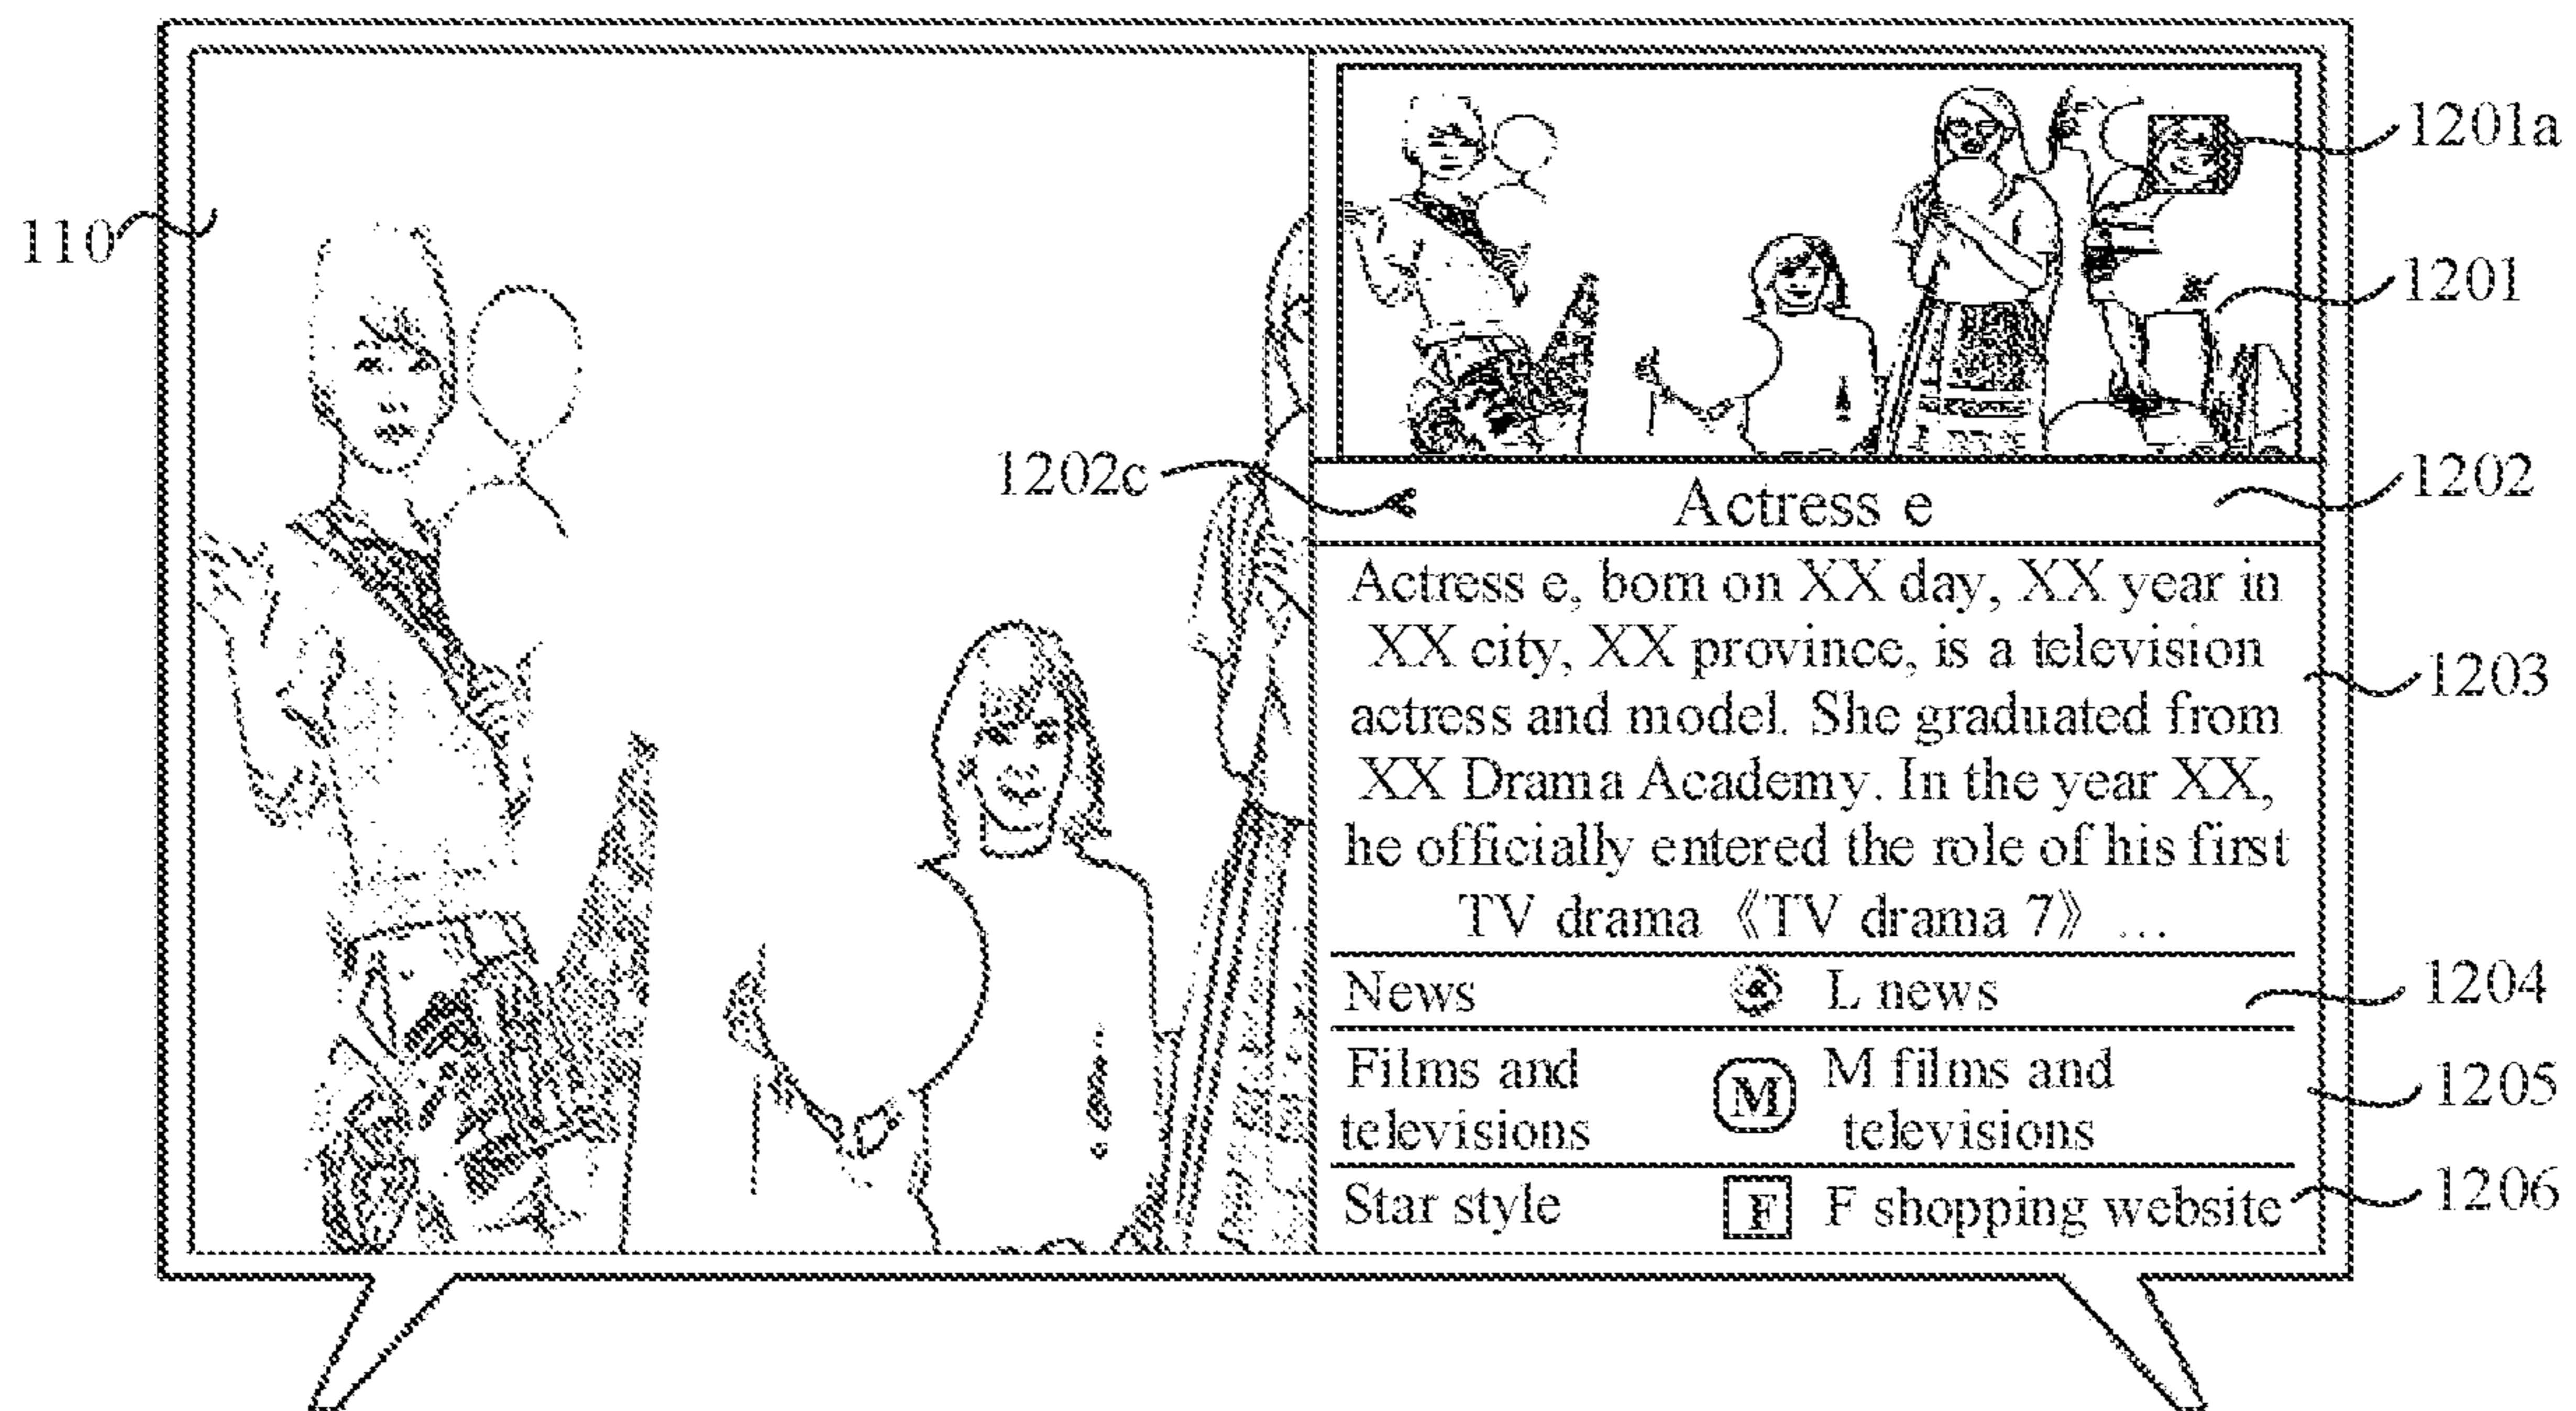 110
1201a
1201
1202c
Actress e
1202
Actress e, born on XX day, XX year in
XX city, XX province, is a television
actress and model. She graduated from
XX Drama Academy. In the year XX,
he officially entered the role of his first
TV drama 《TV drama 7》 ...
1203
News L news
1204
Films and M M films and
televisions televisions
1205
Star style F F shopping website
1206